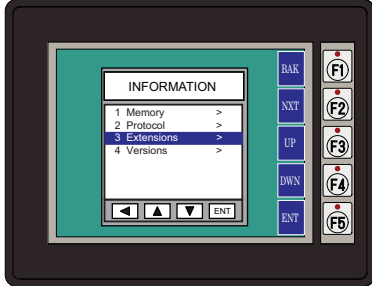 INFORMATION
1 Memory >
2 Protocol >
3 Extensions >
4 Versions >
ENT
BAK
NXT
UP
DWN
ENT
F1
F2
F3
F4
F5